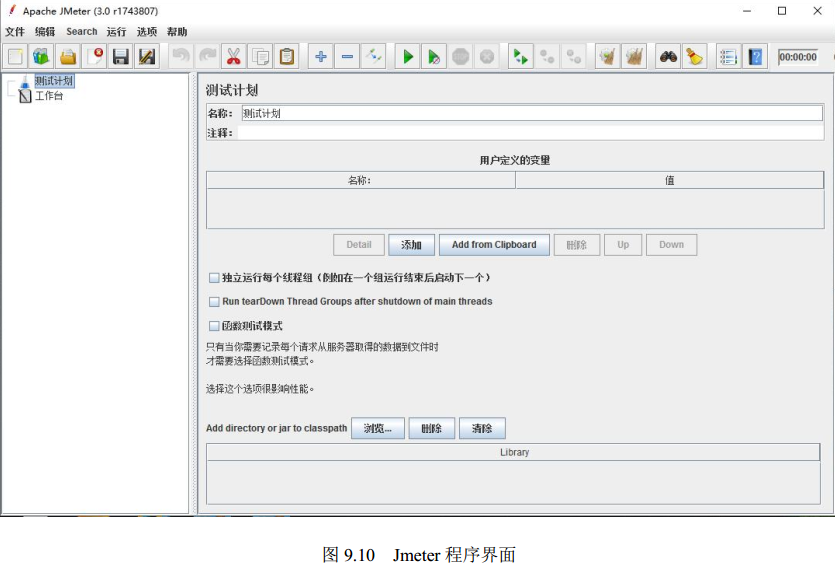 Apache JMeter (3.0 r1743807)
文件 编辑 Search 运行 选项 帮助
00:00:00
测试计划
工作台
测试计划
名称： 测试计划
注释：
用户定义的变量
名称： 值
Detail 添加 Add from Clipboard 删除 Up Down
独立运行每个线程组（例如在一个组运行结束后启动下一个）
Run tearDown Thread Groups after shutdown of main threads
函数测试模式
只有当你需要记录每个请求从服务器取得的数据到文件时
才需要选择函数测试模式。
选择这个选项很影响性能。
Add directory or jar to classpath 浏览... 删除 清除
Library
图 9.10 Jmeter 程序界面